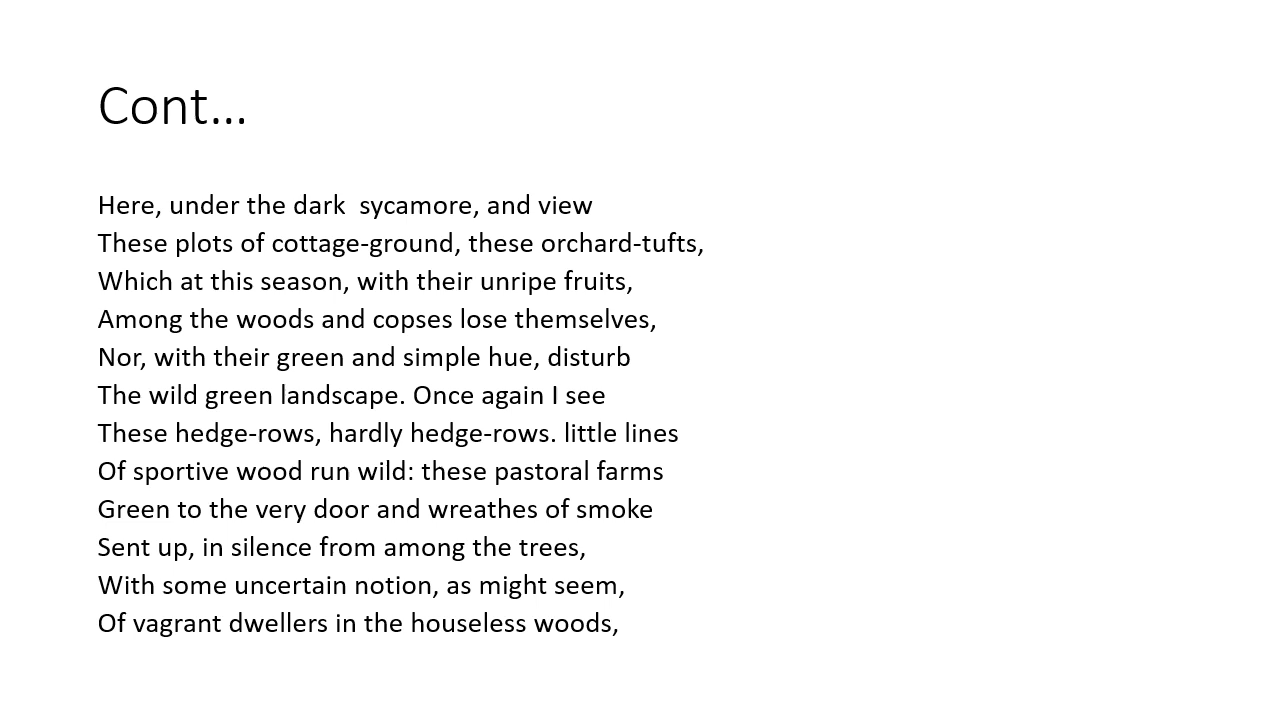 Cont...
Here, under the dark  sycamore, and view
These plots of cottage-ground, these orchard-tufts,
Which at this season, with their unripe fruits,
Among the woods and copses lose themselves,
Nor, with their green and simple hue, disturb
The wild green landscape. Once again I see
These hedge-rows, hardly hedge-rows. little lines
Of sportive wood run wild: these pastoral farms
Green to the very door and wreathes of smoke
Sent up, in silence from among the trees,
With some uncertain notion, as might seem,
Of vagrant dwellers in the houseless woods,